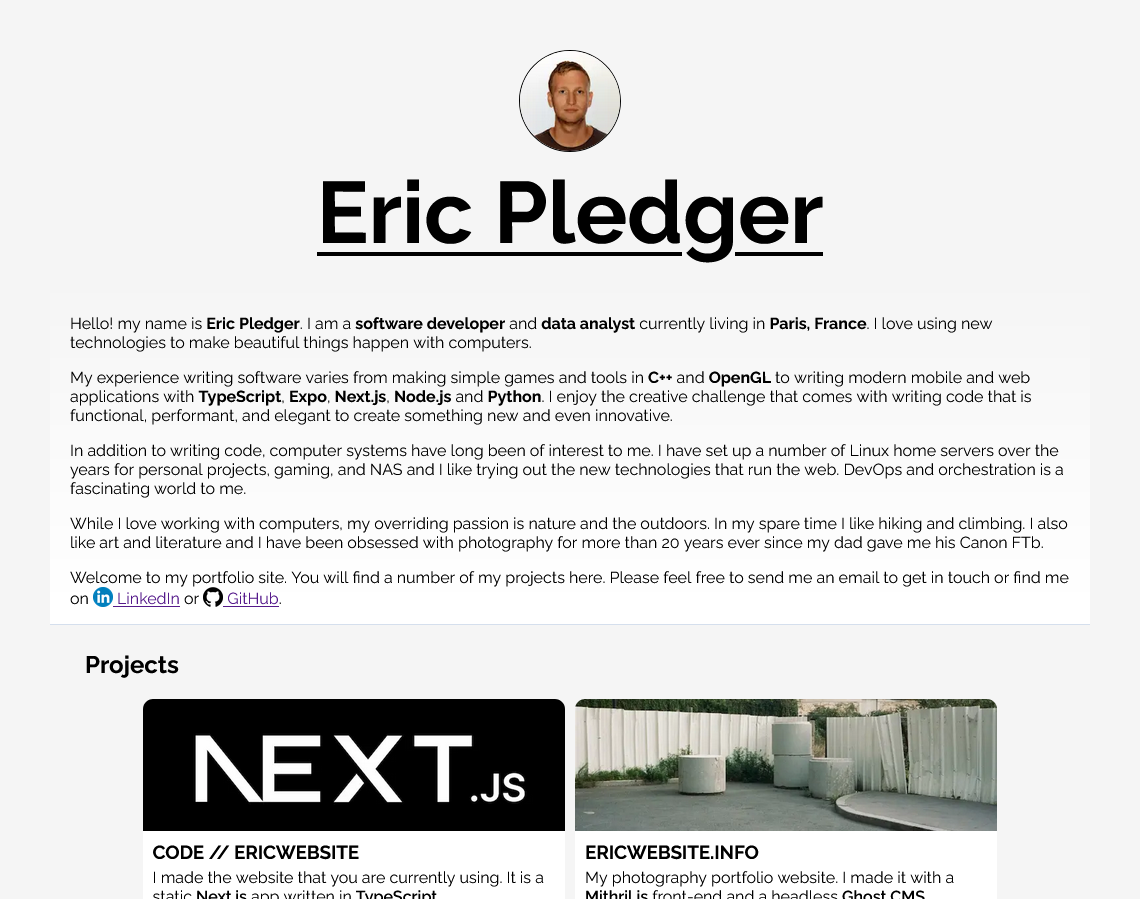 Eric Pledger
Hello! my name is Eric Pledger. I am a software developer and data analyst currently living in Paris, France. I love using new
technologies to make beautiful things happen with computers.
My experience writing software varies from making simple games and tools in C++ and OpenGL to writing modern mobile and web
applications with TypeScript, Expo, Next.js, Node.js and Python. I enjoy the creative challenge that comes with writing code that is
functional, performant, and elegant to create something new and even innovative.
In addition to writing code, computer systems have long been of interest to me. I have set up a number of Linux home servers over the
years for personal projects, gaming, and NAS and I like trying out the new technologies that run the web. DevOps and orchestration is a
fascinating world to me.
While I love working with computers, my overriding passion is nature and the outdoors. In my spare time I like hiking and climbing. I also
like art and literature and I have been obsessed with photography for more than 20 years ever since my dad gave me his Canon FTb.
Welcome to my portfolio site. You will find a number of my projects here. Please feel free to send me an email to get in touch or find me
on in LinkedIn or GitHub.
Projects
NEXT.JS
CODE // ERICWEBSITE
I made the website that you are currently using. It is a
static Next.js app written in TypeScript
ERICWEBSITE.INFO
My photography portfolio website. I made it with a
Mithril.js front-end and a headless Ghost CMS